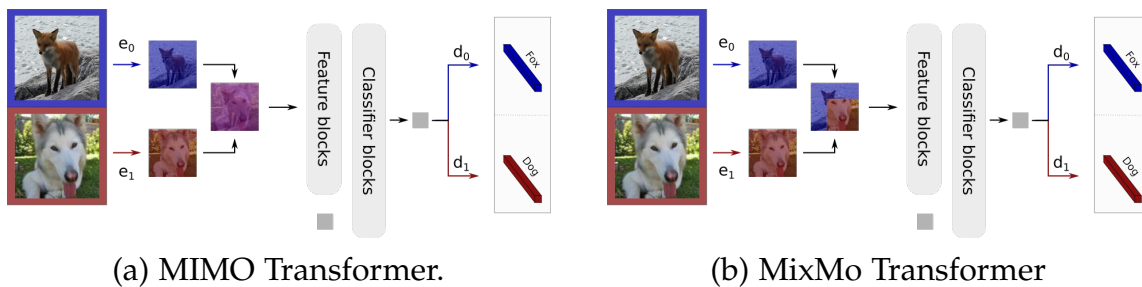 e₀
e₁
Feature blocks
Classifier blocks
d₀
d₁
Fox
Dog
(a) MIMO Transformer.
e₀
e₁
Feature blocks
Classifier blocks
d₀
d₁
Fox
Dog
(b) MixMo Transformer